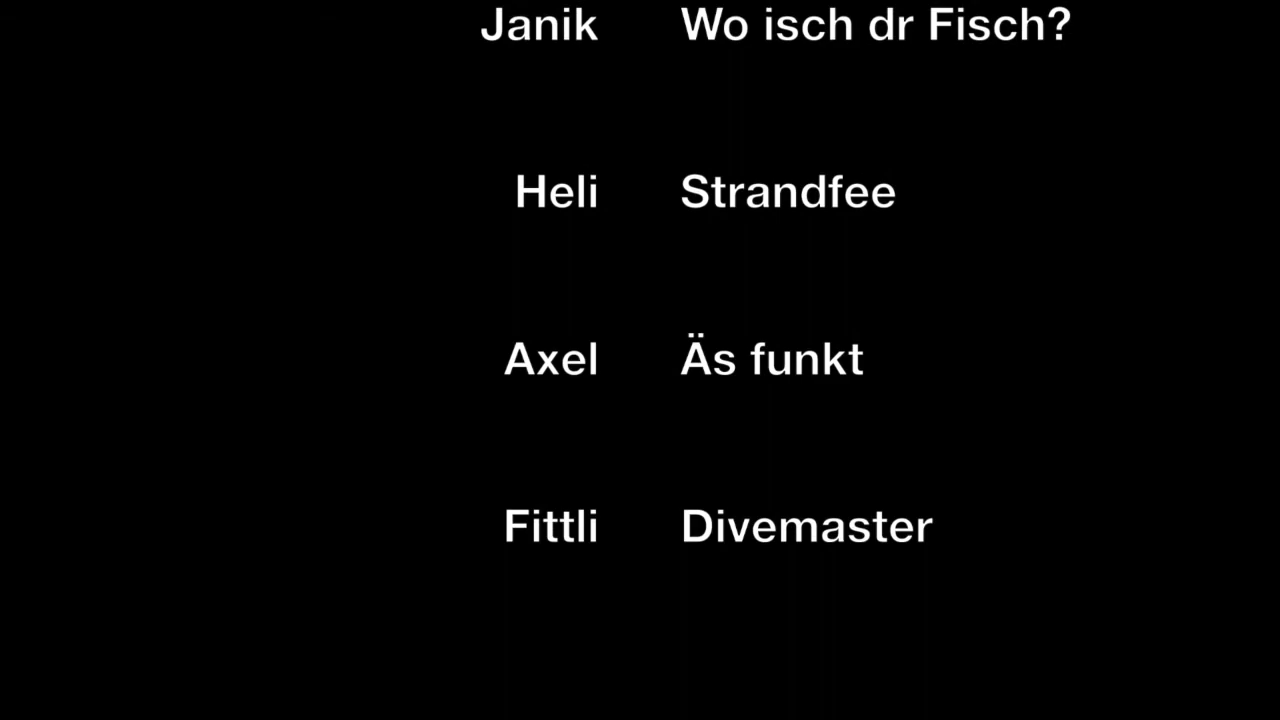 Janik Wo isch dr Fisch?
Heli Strandfee
Axel Äs funkt
Fittli Divemaster